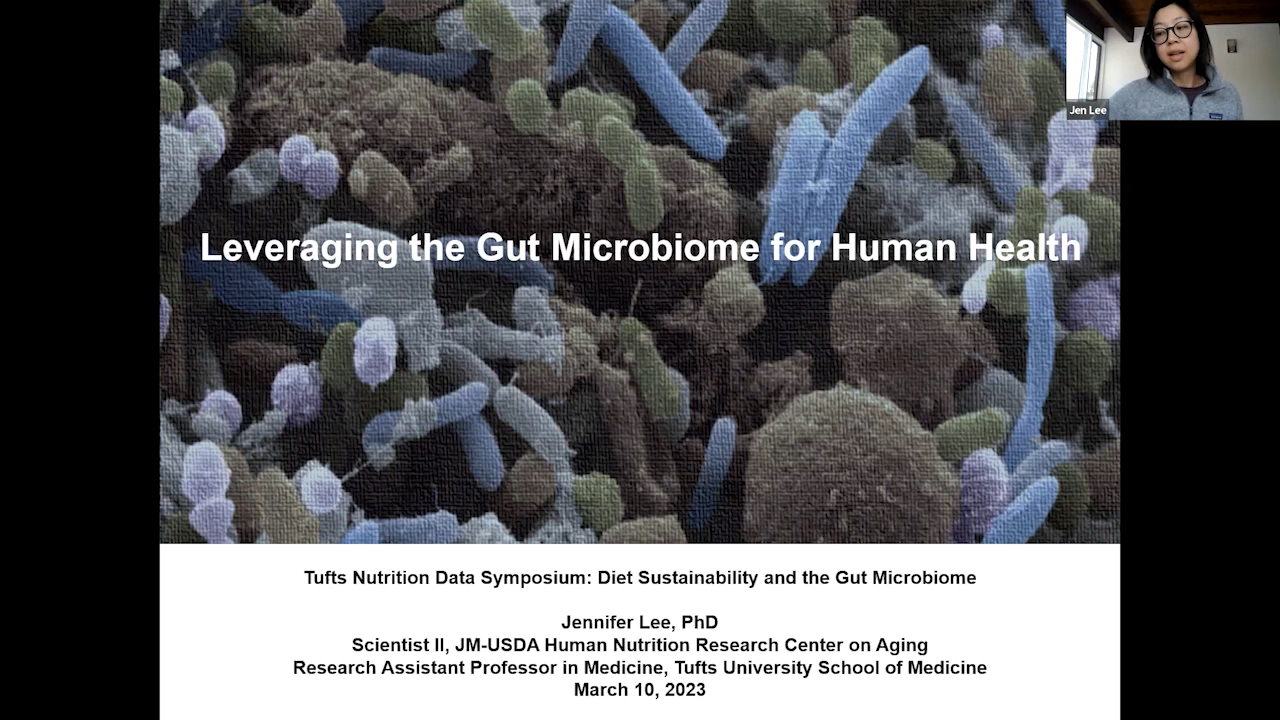 Jen Lee
Leveraging the Gut Microbiome for Human Health
Tufts Nutrition Data Symposium: Diet Sustainability and the Gut Microbiome
Jennifer Lee, PhD
Scientist II, JM-USDA Human Nutrition Research Center on Aging
Research Assistant Professor in Medicine, Tufts University School of Medicine
March 10, 2023